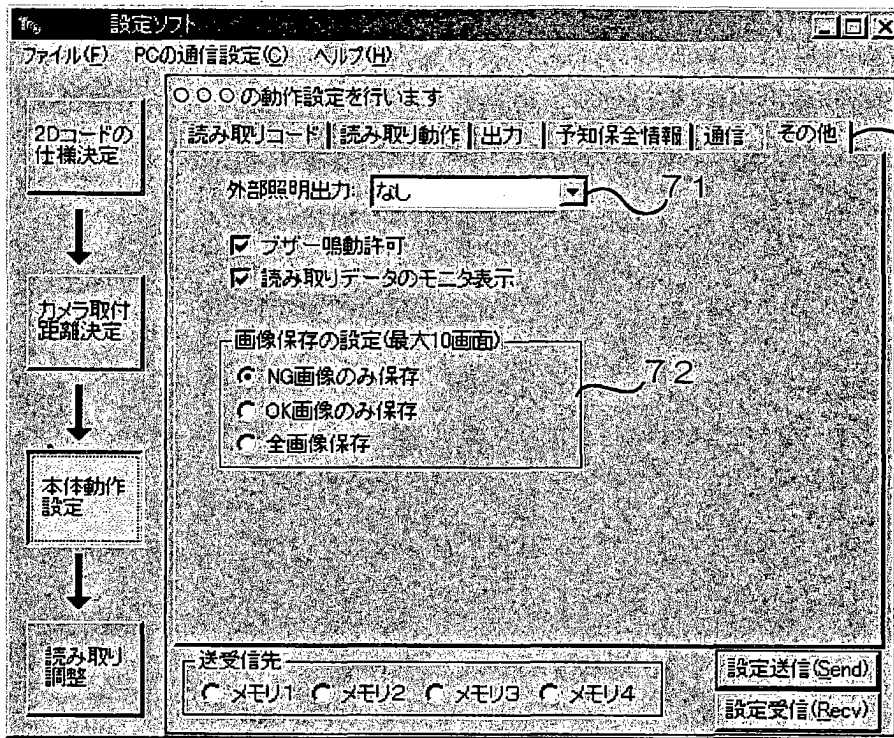 設定ソフト
ファイル(F) PCの通信設定(C) ヘルプ(H)
○○○の動作設定を行います
読み取りコード 読み取り動作 出力 予知保全情報 通信 その他
2Dコードの
仕様決定
カメラ取付
距離決定
本体動作
設定
読み取り
調整
外部照明出力: なし 71
ブザー鳴動許可
読み取りデータのモニタ表示
画像保存の設定(最大10画面)
NG画像のみ保存 72
OK画像のみ保存
全画像保存
送受信先
メモリ1 メモリ2 メモリ3 メモリ4
設定送信(Send)
設定受信(Recv)